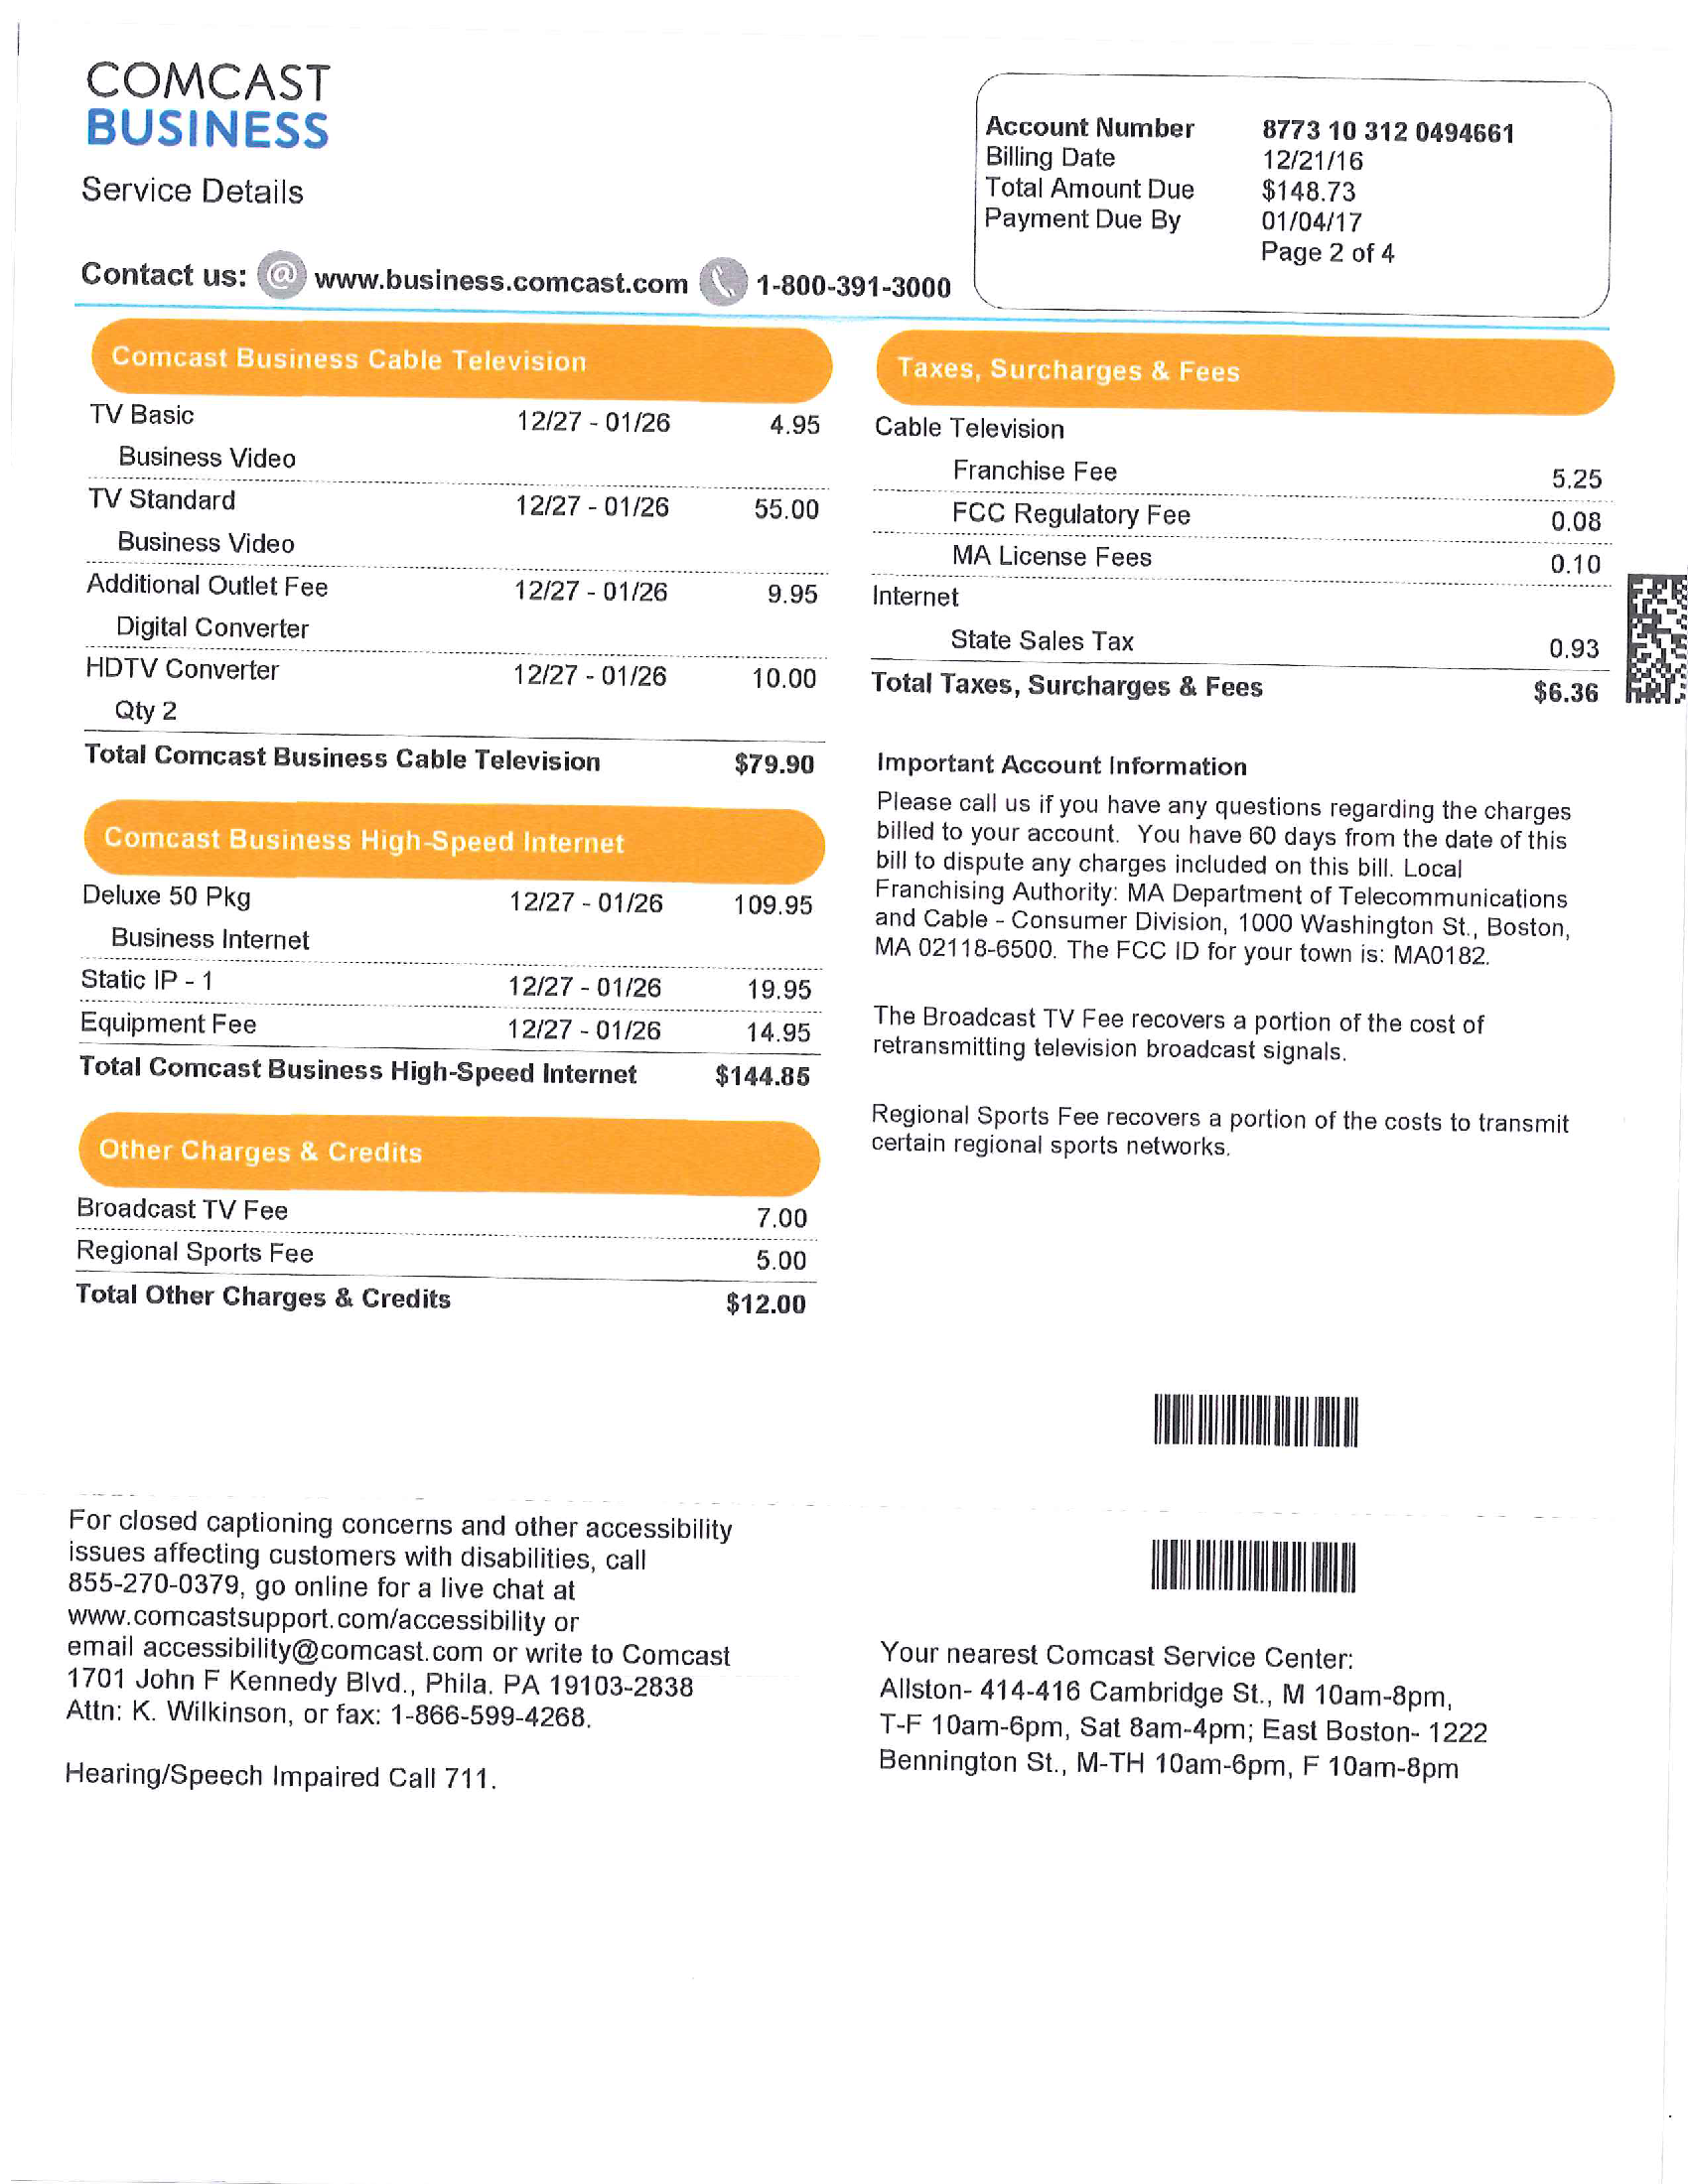 COMCAST
BUSINESS
Service Details
Contact us: @ www.business.comcast.com 1-800-391-3000
Account Number 8773 10 312 0494661
Billing Date 12/21/16
Total Amount Due $148.73
Payment Due By 01/04/17
Page 2 of 4
Comcast Business Cable Television
TV Basic 12/27 - 01/26 4.95
Business Video
TV Standard 12/27 - 01/26 55.00
Business Video
Additional Outlet Fee 12/27 - 01/26 9.95
Digital Converter
HDTV Converter 12/27 - 01/26 10.00
Qty 2
Total Comcast Business Cable Television $79.90
Comcast Business High-Speed Internet
Deluxe 50 Pkg 12/27 - 01/26 109.95
Business Internet
Static IP - 1 12/27 - 01/26 19.95
Equipment Fee 12/27 - 01/26 14.95
Total Comcast Business High-Speed Internet $144.85
Other Charges & Credits
Broadcast TV Fee 7.00
Regional Sports Fee 5.00
Total Other Charges & Credits $12.00
Taxes, Surcharges & Fees
Cable Television
Franchise Fee 5.25
FCC Regulatory Fee 0.08
MA License Fees 0.10
Internet
State Sales Tax 0.93
Total Taxes, Surcharges & Fees $6.36
Important Account Information
Please call us if you have any questions regarding the charges
billed to your account. You have 60 days from the date of this
bill to dispute any charges included on this bill. Local
Franchising Authority: MA Department of Telecommunications
and Cable - Consumer Division, 1000 Washington St., Boston,
MA 02118-6500. The FCC ID for your town is: MA0182.
The Broadcast TV Fee recovers a portion of the cost of
retransmitting television broadcast signals.
Regional Sports Fee recovers a portion of the costs to transmit
certain regional sports networks.
For closed captioning concerns and other accessibility
issues affecting customers with disabilities, call
855-270-0379, go online for a live chat at
www.comcastsupport.com/accessibility or
email accessibility@comcast.com or write to Comcast
1701 John F Kennedy Blvd., Phila. PA 19103-2838
Attn: K. Wilkinson, or fax: 1-866-599-4268.
Hearing/Speech Impaired Call 711.
Your nearest Comcast Service Center:
Allston- 414-416 Cambridge St., M 10am-8pm,
T-F 10am-6pm, Sat 8am-4pm; East Boston- 1222
Bennington St., M-TH 10am-6pm, F 10am-8pm